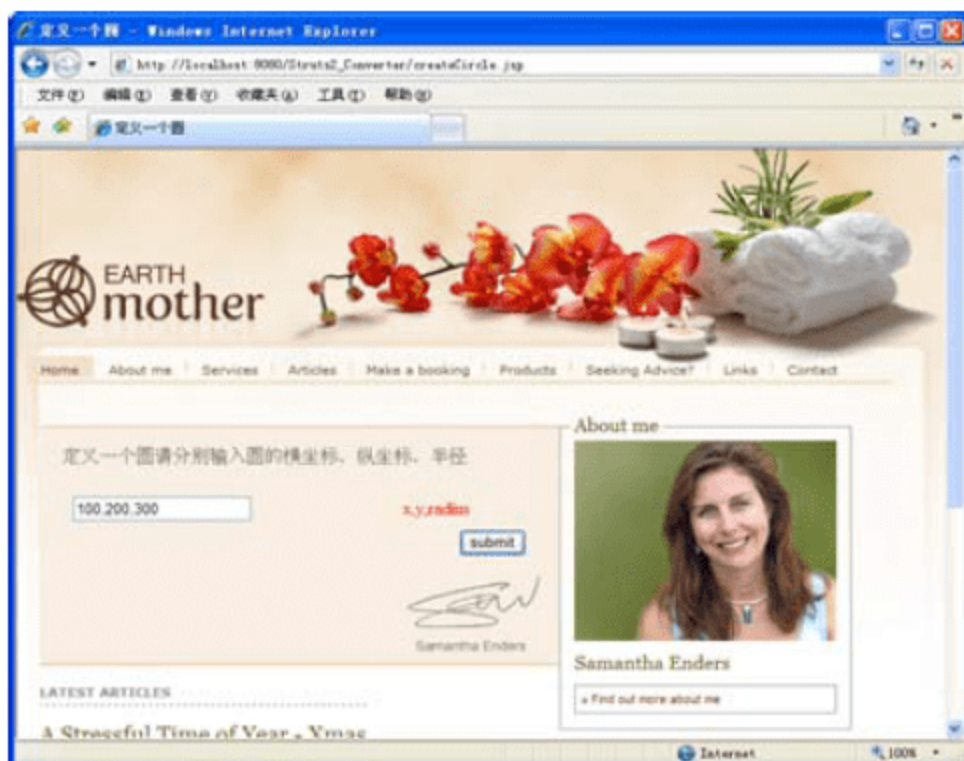 定义一个圆 - Windows Internet Explorer
http://localhost:8080/Struts2_Converter/createCircle.jsp
文件(F) 编辑(E) 查看(V) 收藏夹(A) 工具(T) 帮助(H)
定义一个圆
EARTH
mother
Home About me Services Articles Make a booking Products Seeking Advice? Links Contact
定义一个圆请分别输入圆的横坐标、纵坐标、半径
100,200,300 x,y,radius
submit
Samantha Enders
LATEST ARTICLES
A Stressful Time of Year - Xmas
About me
Samantha Enders
» Find out more about me
Internet 100%